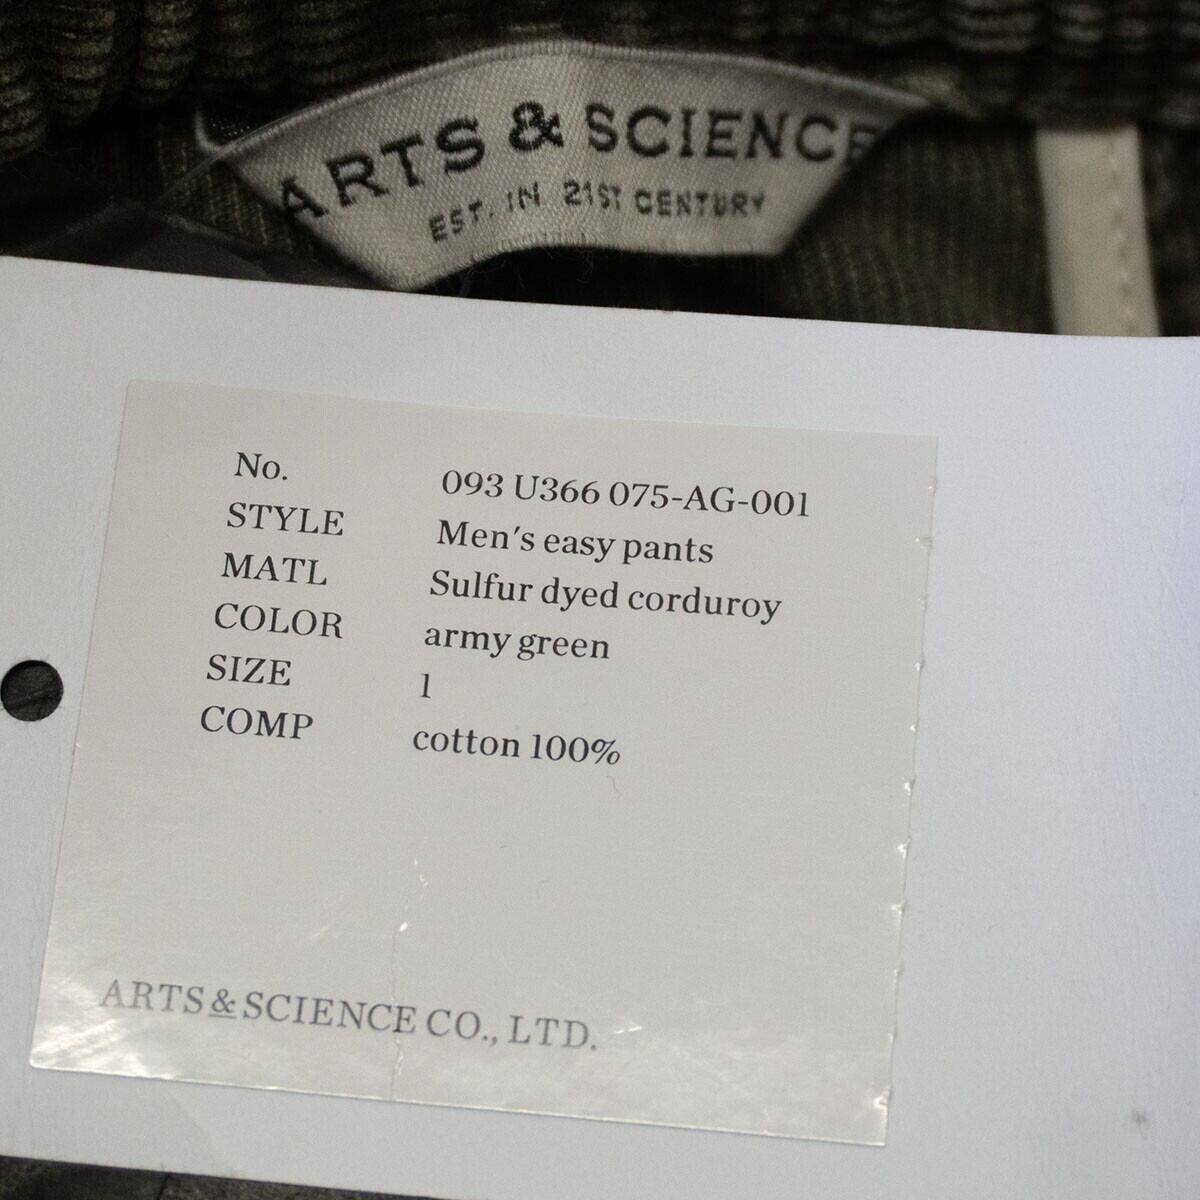 ARTS & SCIENCE
EST. IN 21ST CENTURY
No. 093 U366 075-AG-001
STYLE Men's easy pants
MATL Sulfur dyed corduroy
COLOR army green
SIZE 1
COMP cotton 100%
ARTS&SCIENCE CO., LTD.